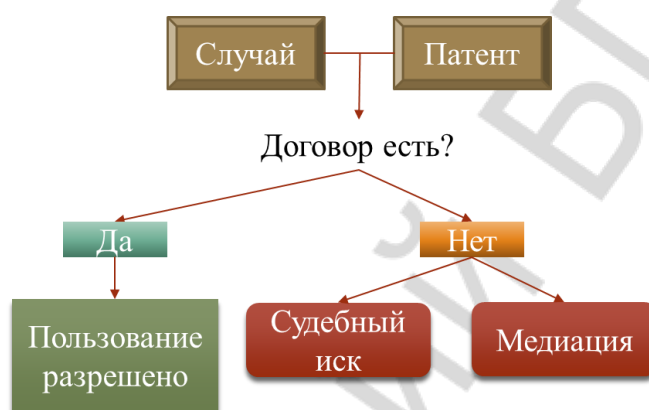 Случай
Патент
Договор есть?
Да
Нет
Пользование
разрешено
Судебный
иск
Медиация